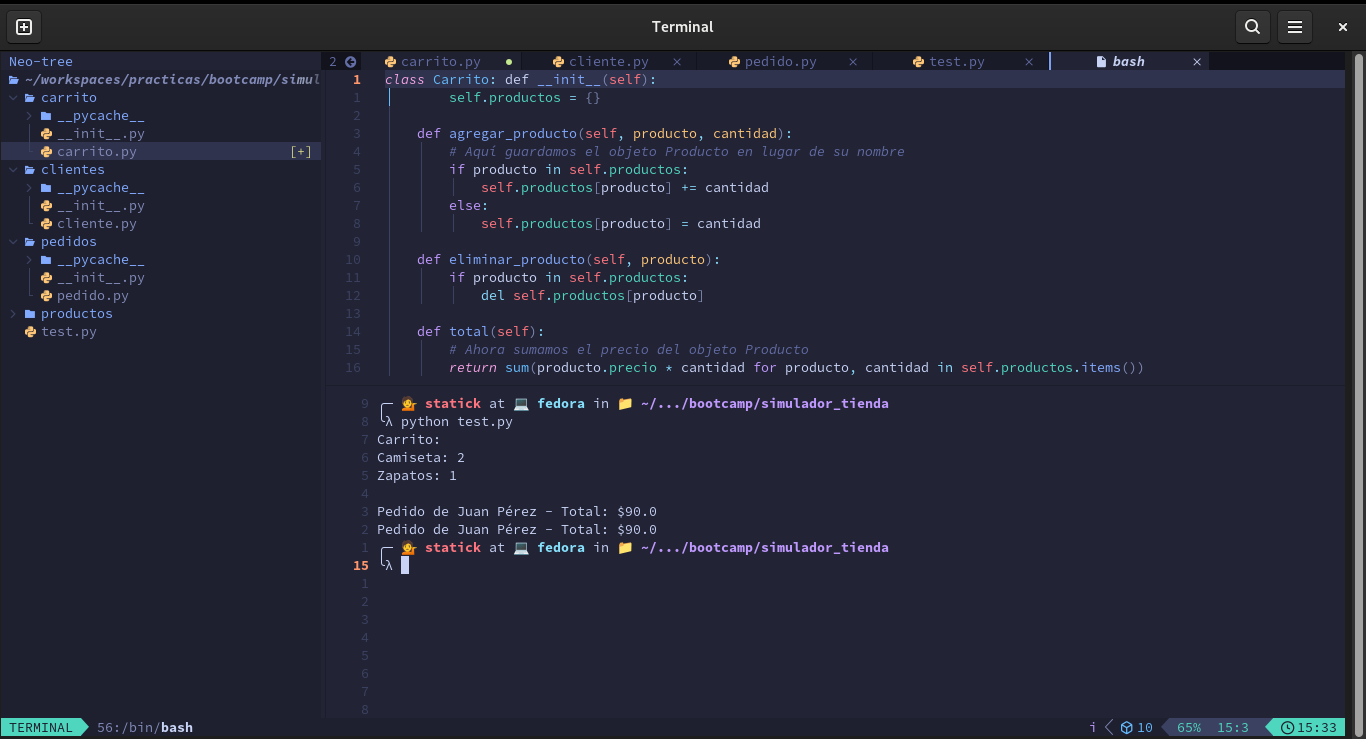 Terminal
Neo-tree
~/workspaces/practicas/bootcamp/simul
carrito
__pycache__
__init__.py
carrito.py [+]
clientes
__pycache__
__init__.py
cliente.py
pedidos
__pycache__
__init__.py
pedido.py
productos
test.py
2 carrito.py cliente.py pedido.py test.py bash
1 class Carrito: def __init__(self):
1 self.productos = {}
2
3 def agregar_producto(self, producto, cantidad):
4 # Aquí guardamos el objeto Producto en lugar de su nombre
5 if producto in self.productos:
6 self.productos[producto] += cantidad
7 else:
8 self.productos[producto] = cantidad
9
10 def eliminar_producto(self, producto):
11 if producto in self.productos:
12 del self.productos[producto]
13
14 def total(self):
15 # Ahora sumamos el precio del objeto Producto
16 return sum(producto.precio * cantidad for producto, cantidad in self.productos.items())
9 statick at fedora in ~/.../bootcamp/simulador_tienda
8 λ python test.py
7 Carrito:
6 Camiseta: 2
5 Zapatos: 1
4
3 Pedido de Juan Pérez - Total: $90.0
2 Pedido de Juan Pérez - Total: $90.0
1 statick at fedora in ~/.../bootcamp/simulador_tienda
15 λ
1
2
3
4
5
6
7
8
TERMINAL 56:/bin/bash i 10 65% 15:3 15:33